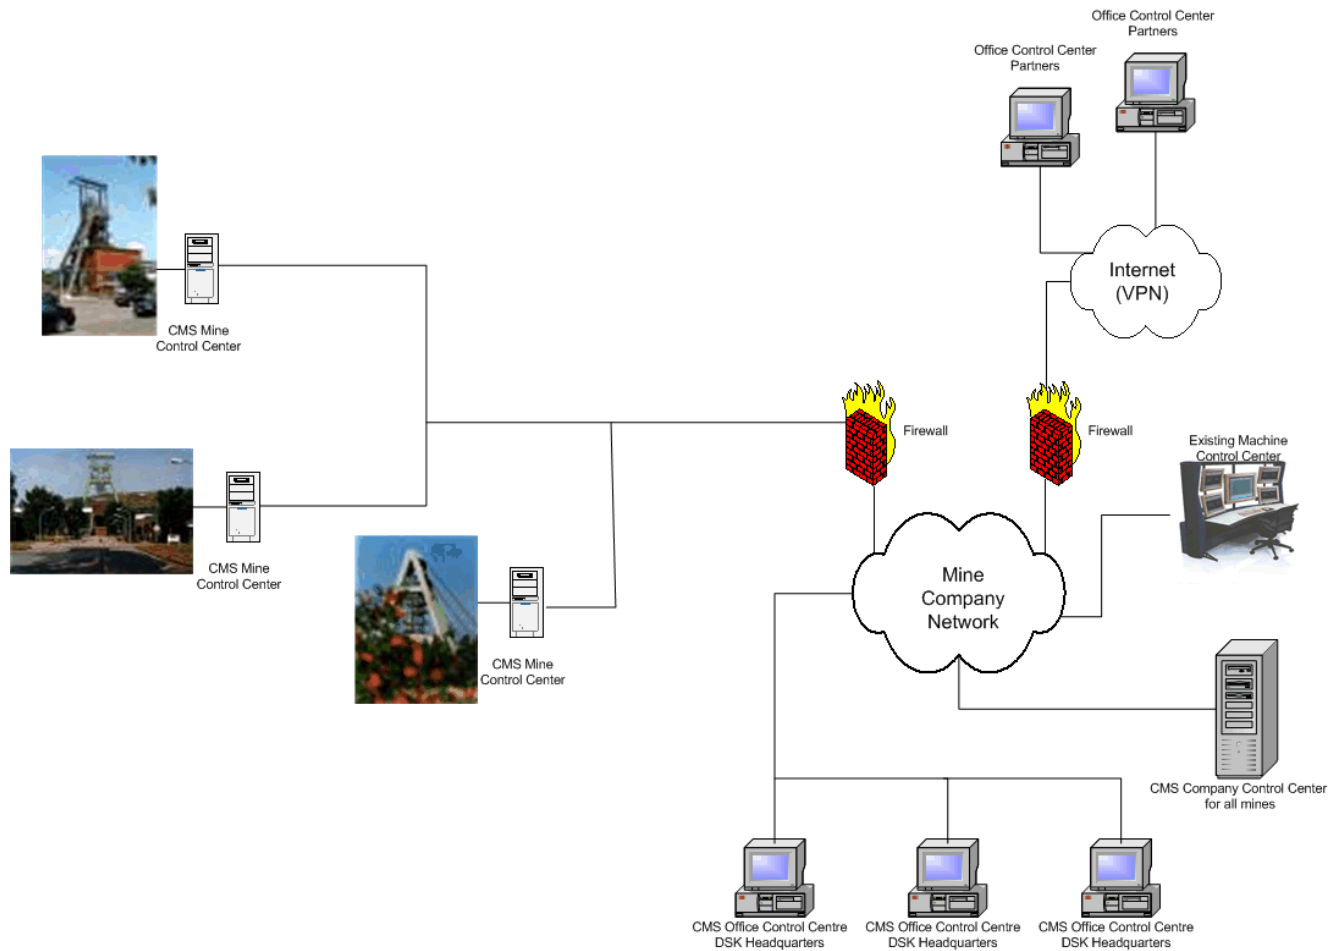 Office Control Center
Partners
Office Control Center
Partners
Internet
(VPN)
CMS Mine
Control Center
Firewall
Firewall
Existing Machine
Control Center
CMS Mine
Control Center
Mine
Company
Network
CMS Mine
Control Center
CMS Company Control Center
for all mines
CMS Office Control Centre
DSK Headquarters
CMS Office Control Centre
DSK Headquarters
CMS Office Control Centre
DSK Headquarters